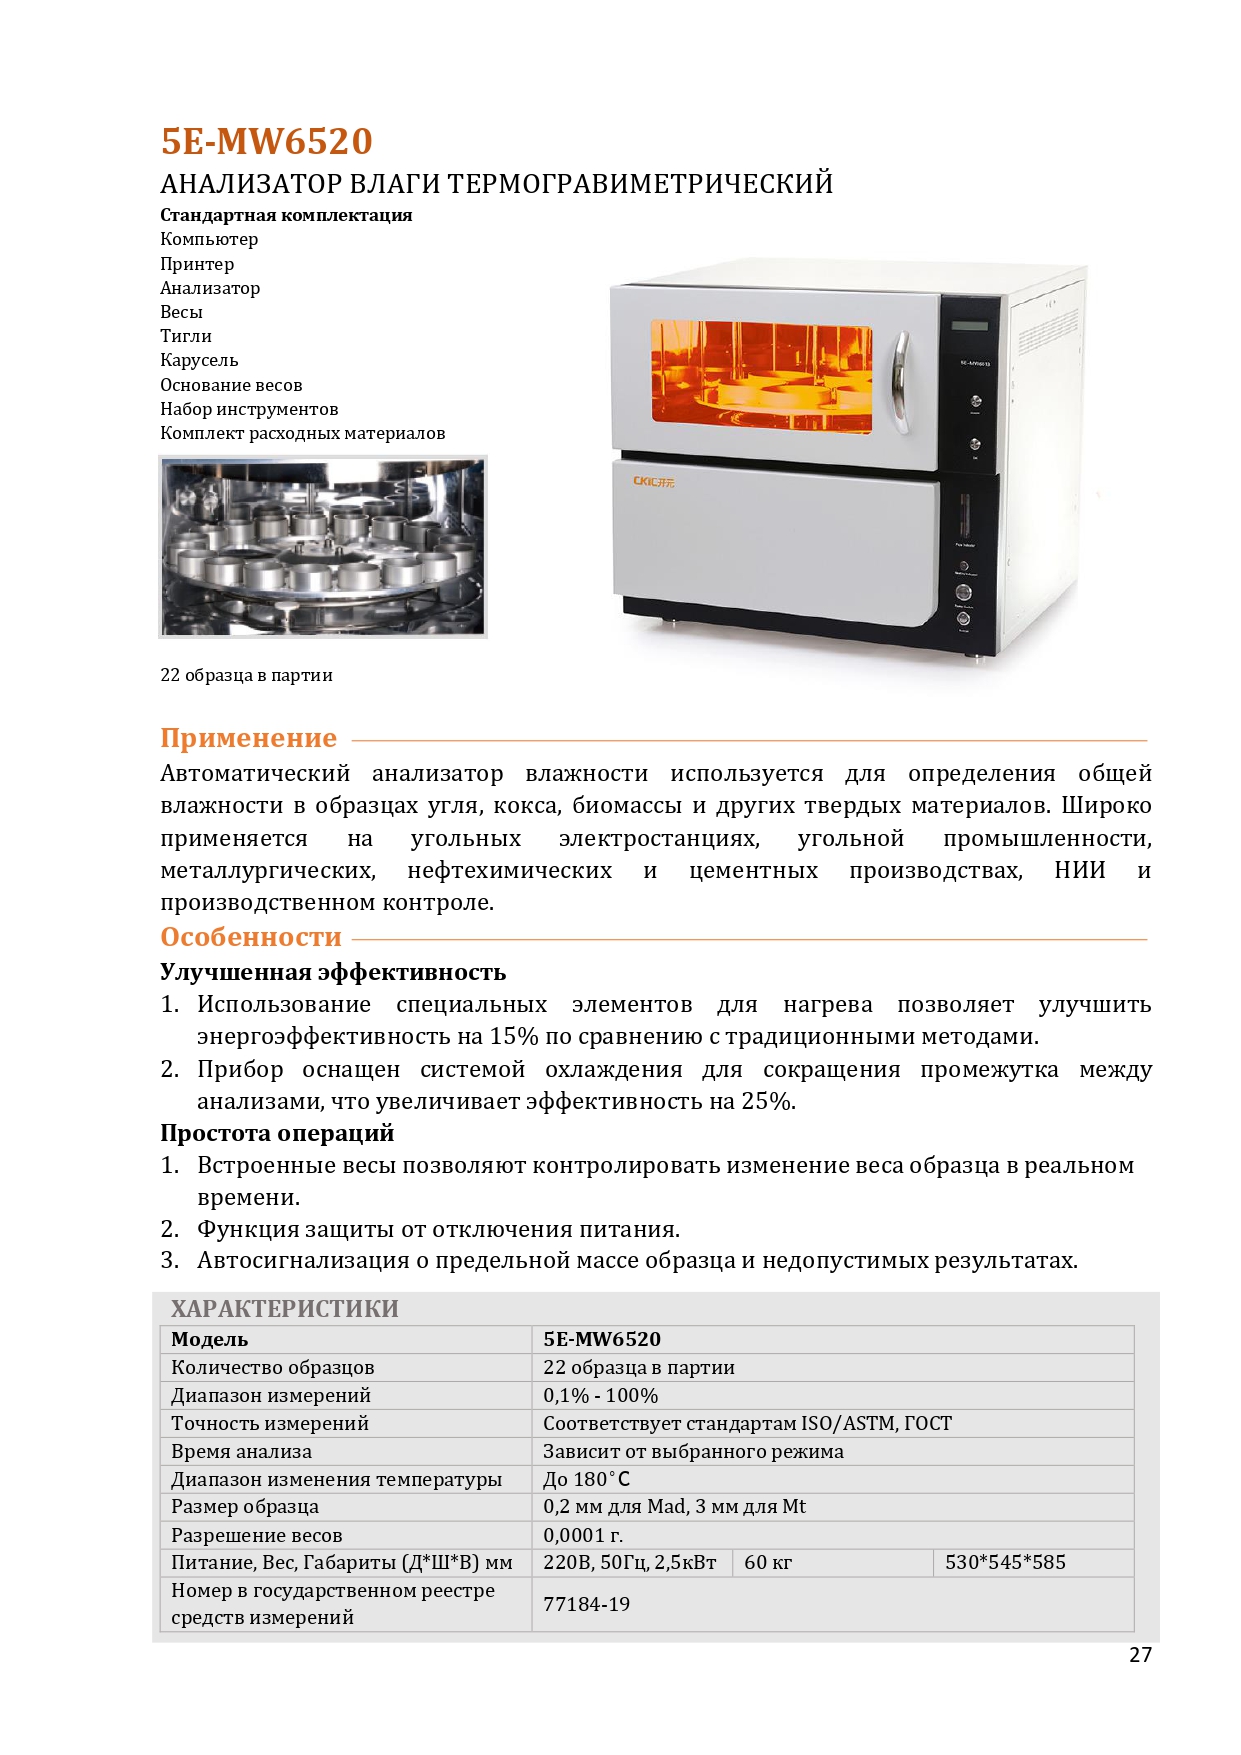 5E-MW6520
АНАЛИЗАТОР ВЛАГИ ТЕРМОГРАВИМЕТРИЧЕСКИЙ
Стандартная комплектация
Компьютер
Принтер
Анализатор
Весы
Тигли
Карусель
Основание весов
Набор инструментов
Комплект расходных материалов
CKIC开元
22 образца в партии
Применение
Автоматический анализатор влажности используется для определения общей
влажности в образцах угля, кокса, биомассы и других твердых материалов. Широко
применяется на угольных электростанциях, угольной промышленности,
металлургических, нефтехимических и цементных производствах, НИИ и
производственном контроле.
Особенности
Улучшенная эффективность
1. Использование специальных элементов для нагрева позволяет улучшить
энергоэффективность на 15% по сравнению с традиционными методами.
2. Прибор оснащен системой охлаждения для сокращения промежутка между
анализами, что увеличивает эффективность на 25%.
Простота операций
1. Встроенные весы позволяют контролировать изменение веса образца в реальном
времени.
2. Функция защиты от отключения питания.
3. Автосигнализация о предельной массе образца и недопустимых результатах.
ХАРАКТЕРИСТИКИ
Модель 5E-MW6520
Количество образцов 22 образца в партии
Диапазон измерений 0,1% - 100%
Точность измерений Соответствует стандартам ISO/ASTM, ГОСТ
Время анализа Зависит от выбранного режима
Диапазон изменения температуры До 180˚С
Размер образца 0,2 мм для Mad, 3 мм для Mt
Разрешение весов 0,0001 г.
Питание, Вес, Габариты (Д*Ш*В) мм 220В, 50Гц, 2,5кВт 60 кг 530*545*585
Номер в государственном реестре
средств измерений 77184-19
27